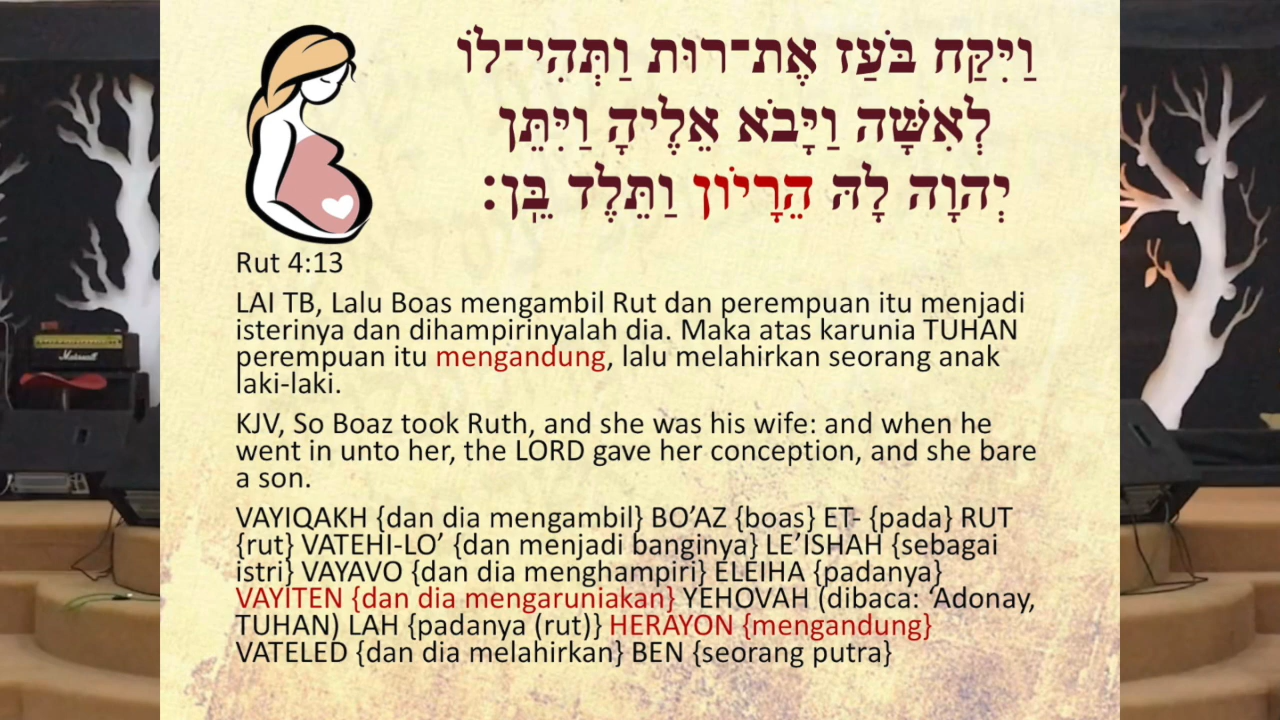 וַיִּקַּח בֹּעַז אֶת־רוּת וַתְּהִי־לוֹ
לְאִשָּׁה וַיָּבֹא אֵלֶיהָ וַיִּתֵּן
יְהוָה לָהּ הֵרָיוֹן וַתֵּלֶד בֵּֽן׃
Rut 4:13
LAI TB, Lalu Boas mengambil Rut dan perempuan itu menjadi
isterinya dan dihampirinyalah dia. Maka atas karunia TUHAN
perempuan itu mengandung, lalu melahirkan seorang anak
laki-laki.
KJV, So Boaz took Ruth, and she was his wife: and when he
went in unto her, the LORD gave her conception, and she bare
a son.
VAYIQAKH {dan dia mengambil} BO’AZ {boas} ET- {pada} RUT
{rut} VATEHI-LO’ {dan menjadi banginya} LE’ISHAH {sebagai
istri} VAYAVO {dan dia menghampiri} ELEIHA {padanya}
VAYITEN {dan dia mengaruniakan} YEHOVAH (dibaca: ‘Adonay,
TUHAN) LAH {padanya (rut)} HERAYON {mengandung}
VATELED {dan dia melahirkan} BEN {seorang putra}
Marshall